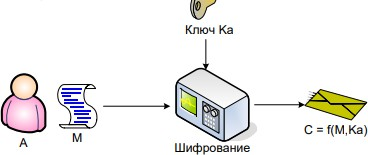 Ключ Ka
A
M
Шифрование
C = f(M,Ka)